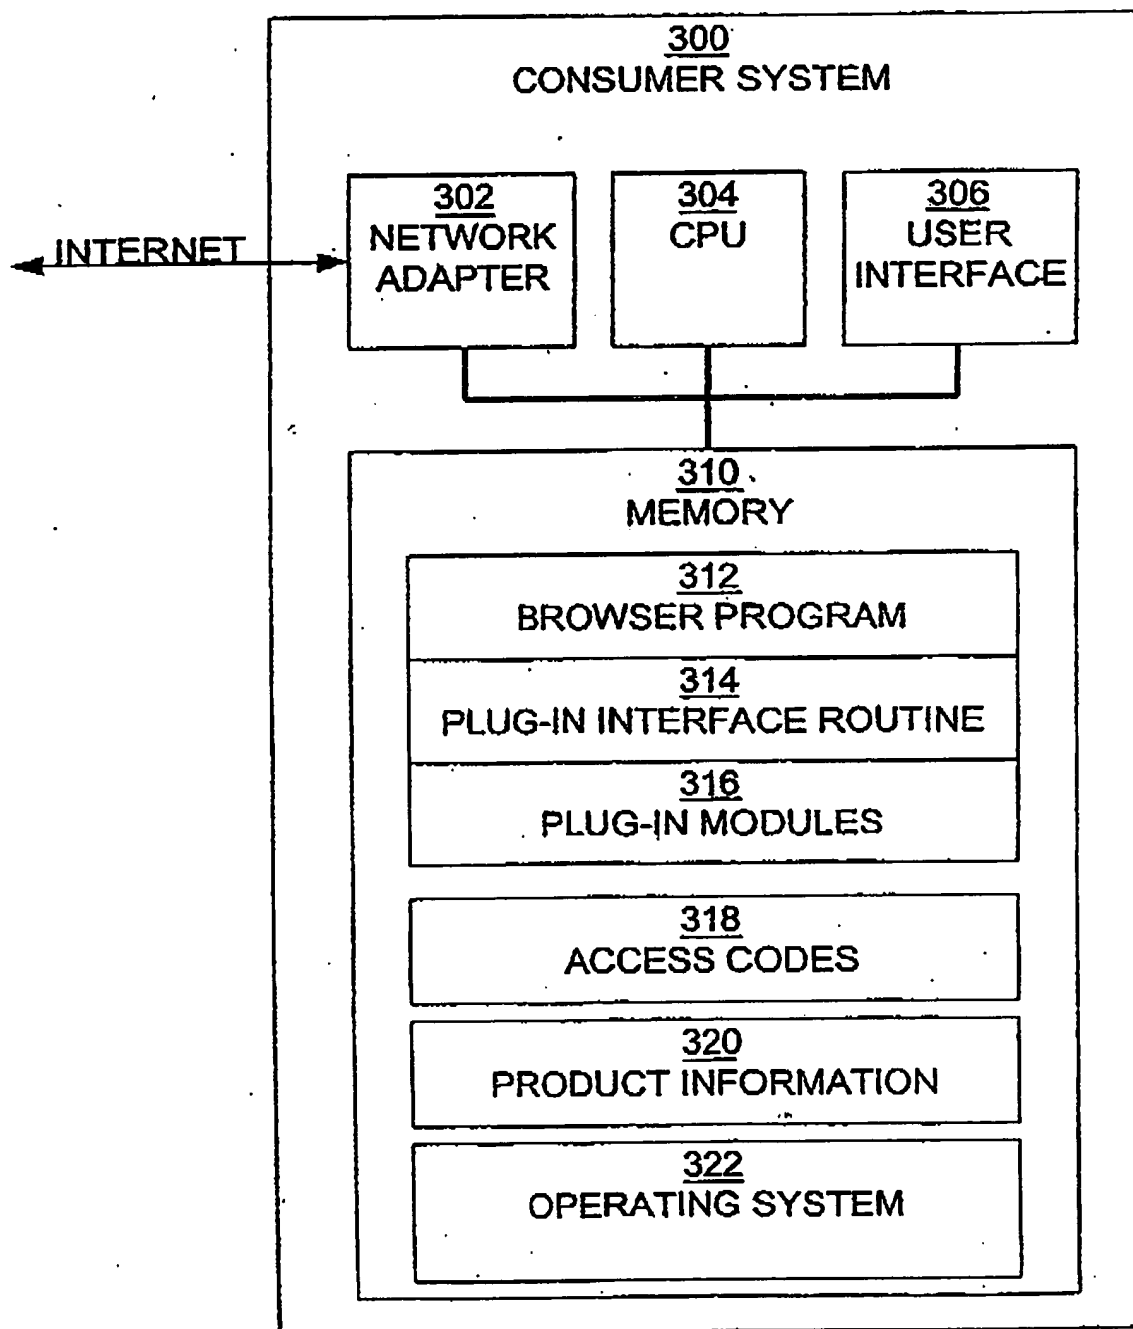 300
CONSUMER SYSTEM
302
NETWORK
ADAPTER
304
CPU
306
USER
INTERFACE
INTERNET
310
MEMORY
312
BROWSER PROGRAM
314
PLUG-IN INTERFACE ROUTINE
316
PLUG-IN MODULES
318
ACCESS CODES
320
PRODUCT INFORMATION
322
OPERATING SYSTEM